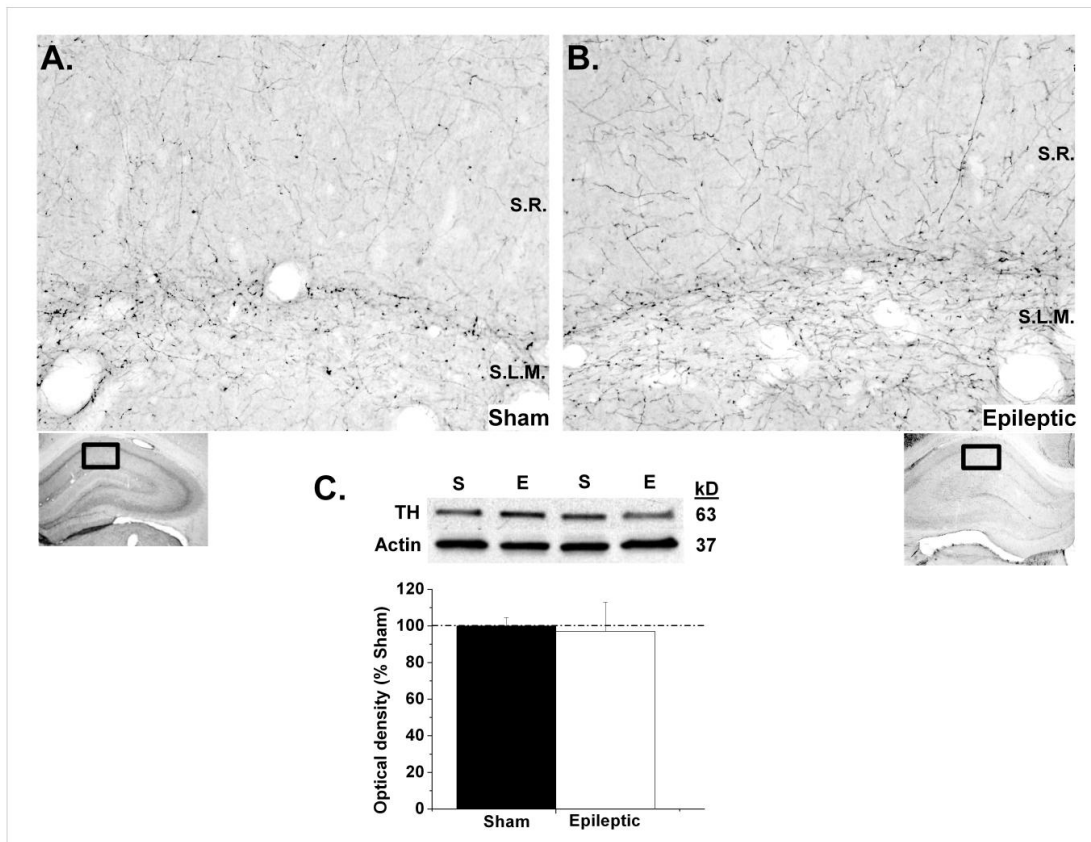 A.
B.
S.R.
S.R.
S.L.M.
S.L.M.
Sham
Epileptic
C.
S E S E kD
TH 63
Actin 37
Optical density (% Sham)
120
100
80
60
40
20
0
Sham Epileptic